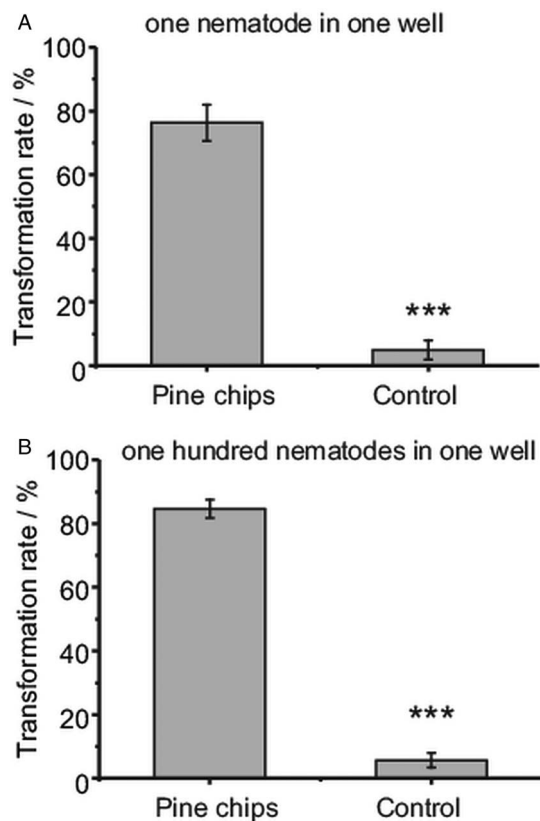 A
one nematode in one well
Transformation rate / %
100
80
60
40
20
0
***
Pine chips
Control
B
one hundred nematodes in one well
Transformation rate / %
100
80
60
40
20
0
***
Pine chips
Control